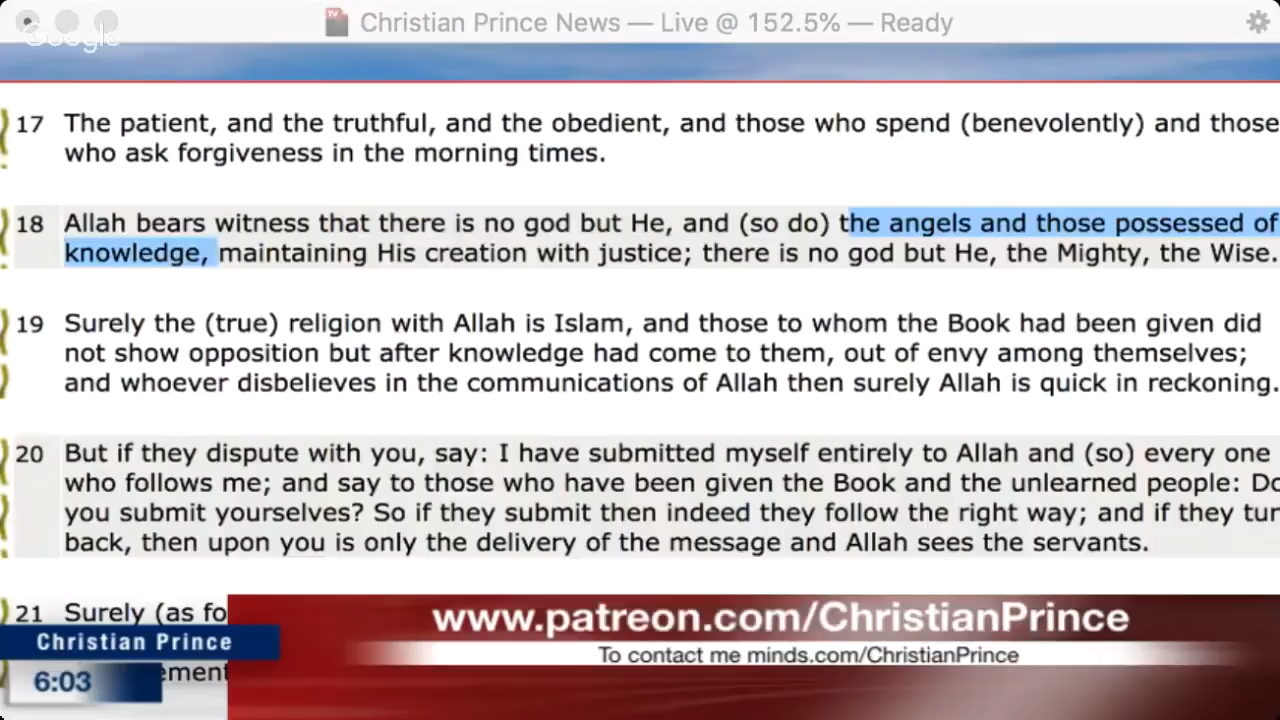 Christian Prince News — Live @ 152.5% — Ready
Google
17 The patient, and the truthful, and the obedient, and those who spend (benevolently) and those
who ask forgiveness in the morning times.
18 Allah bears witness that there is no god but He, and (so do) the angels and those possessed of
knowledge, maintaining His creation with justice; there is no god but He, the Mighty, the Wise.
19 Surely the (true) religion with Allah is Islam, and those to whom the Book had been given did
not show opposition but after knowledge had come to them, out of envy among themselves;
and whoever disbelieves in the communications of Allah then surely Allah is quick in reckoning.
20 But if they dispute with you, say: I have submitted myself entirely to Allah and (so) every one
who follows me; and say to those who have been given the Book and the unlearned people: Do
you submit yourselves? So if they submit then indeed they follow the right way; and if they tur
back, then upon you is only the delivery of the message and Allah sees the servants.
21 Surely (as fo
www.patreon.com/ChristianPrince
Christian Prince
To contact me minds.com/ChristianPrince
6:03
ement